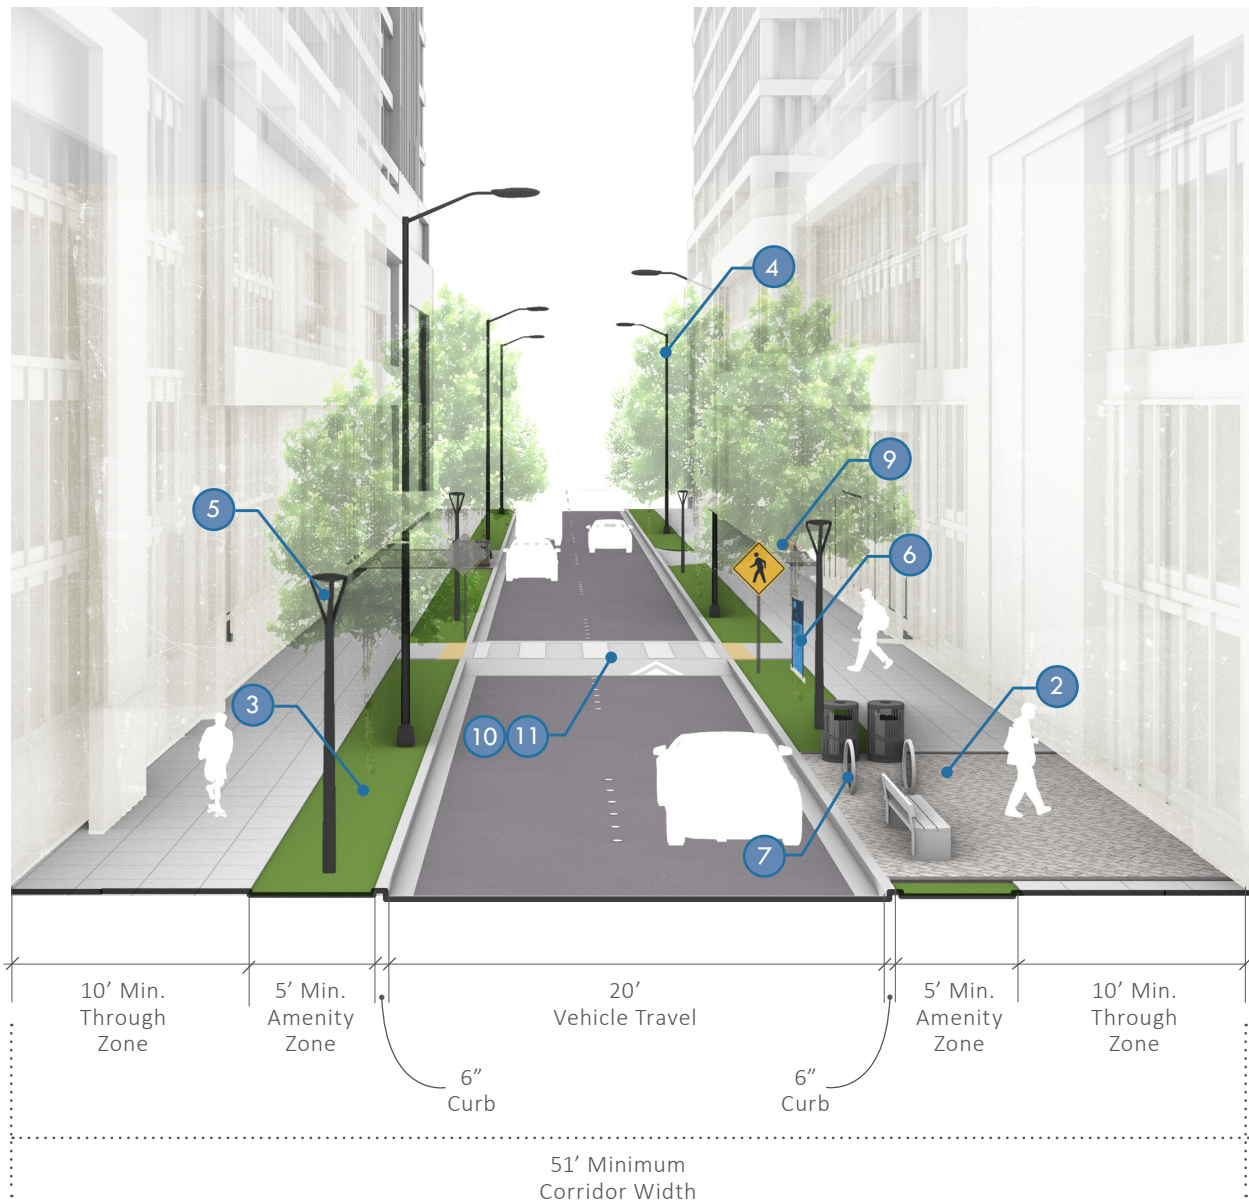 4
9
5
6
2
3
10 11
7
10’ Min.
Through
Zone
5’ Min.
Amenity
Zone
20’
Vehicle Travel
5’ Min.
Amenity
Zone
10’ Min.
Through
Zone
6”
Curb
6”
Curb
51’ Minimum
Corridor Width